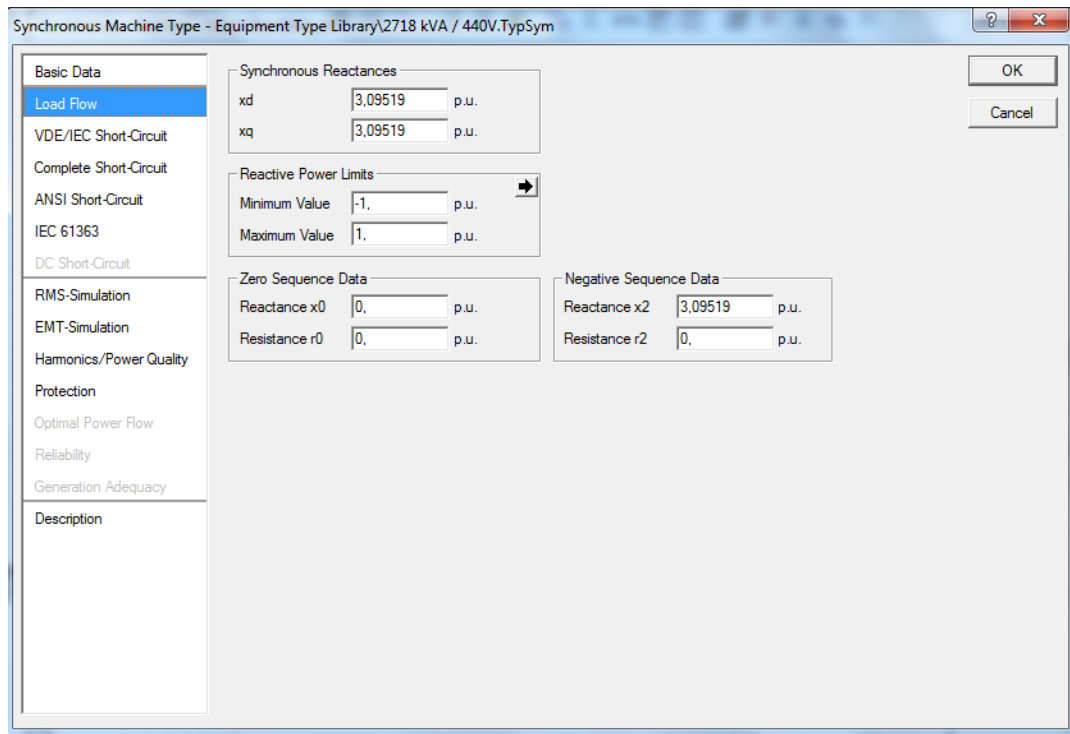 Synchronous Machine Type - Equipment Type Library\2718 kVA / 440V.TypSym
?
X
Basic Data
Load Flow
VDE/IEC Short-Circuit
Complete Short-Circuit
ANSI Short-Circuit
IEC 61363
DC Short-Circuit
RMS-Simulation
EMT-Simulation
Harmonics/Power Quality
Protection
Optimal Power Flow
Reliability
Generation Adequacy
Description
Synchronous Reactances
xd 3,09519 p.u.
xq 3,09519 p.u.
Reactive Power Limits
Minimum Value -1, p.u.
Maximum Value 1, p.u.
Zero Sequence Data
Reactance x0 0, p.u.
Resistance r0 0, p.u.
Negative Sequence Data
Reactance x2 3,09519 p.u.
Resistance r2 0, p.u.
OK
Cancel